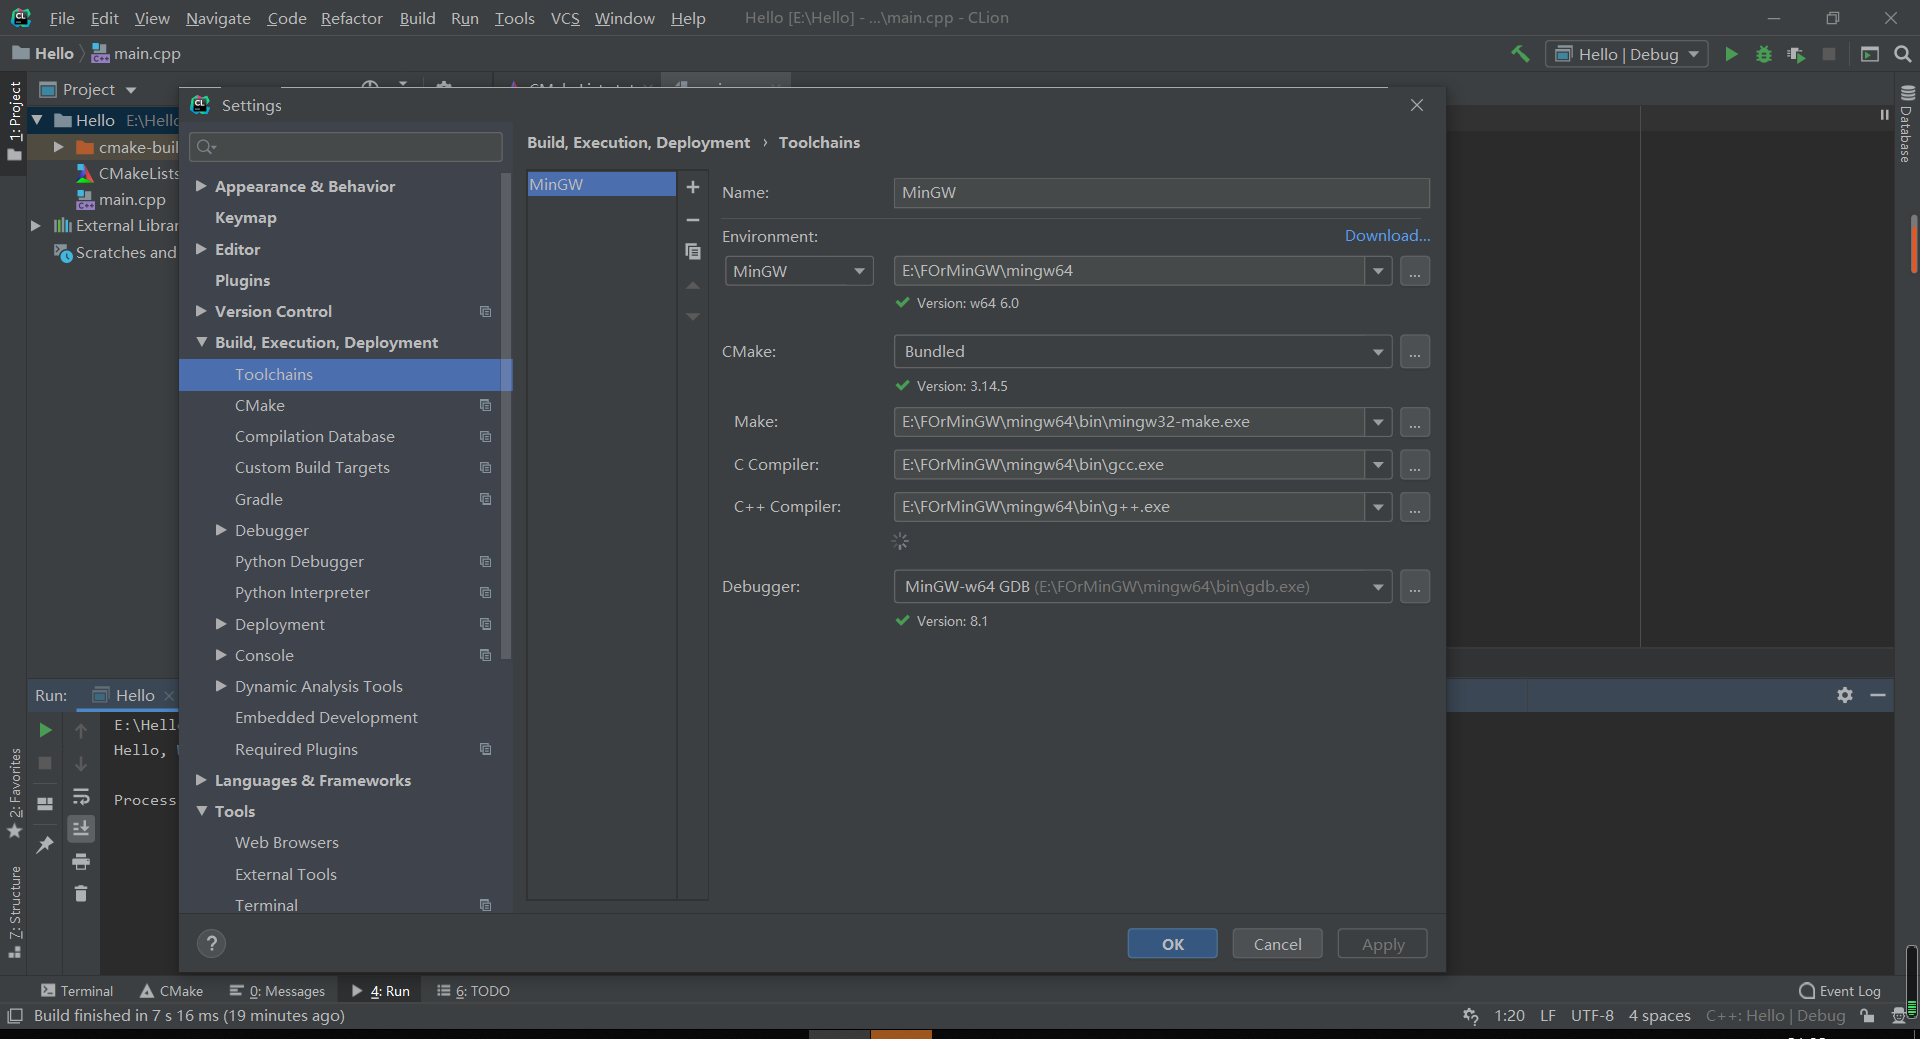 File Edit View Navigate Code Refactor Build Run Tools VCS Window Help Hello [E:\Hello] - ...\main.cpp - CLion
Hello main.cpp Hello | Debug
Project
1: Project
Hello E:\Hello
cmake-buil
CMakeLists
main.cpp
External Librar
Scratches and
Database
Settings
Appearance & Behavior
Keymap
Editor
Plugins
Version Control
Build, Execution, Deployment
Toolchains
CMake
Compilation Database
Custom Build Targets
Gradle
Debugger
Python Debugger
Python Interpreter
Deployment
Console
Dynamic Analysis Tools
Embedded Development
Required Plugins
Languages & Frameworks
Tools
Web Browsers
External Tools
Terminal
Build, Execution, Deployment › Toolchains
MinGW
Name: MinGW
Environment: Download...
MinGW E:\FOrMinGW\mingw64 ...
Version: w64 6.0
CMake: Bundled ...
Version: 3.14.5
Make: E:\FOrMinGW\mingw64\bin\mingw32-make.exe ...
C Compiler: E:\FOrMinGW\mingw64\bin\gcc.exe ...
C++ Compiler: E:\FOrMinGW\mingw64\bin\g++.exe ...
Debugger: MinGW-w64 GDB (E:\FOrMinGW\mingw64\bin\gdb.exe) ...
Version: 8.1
? OK Cancel Apply
Run: Hello
E:\Hell
Hello,
Process
2: Favorites
7: Structure
Terminal CMake 0: Messages 4: Run 6: TODO Event Log
Build finished in 7 s 16 ms (19 minutes ago) 1:20 LF UTF-8 4 spaces C++: Hello | Debug